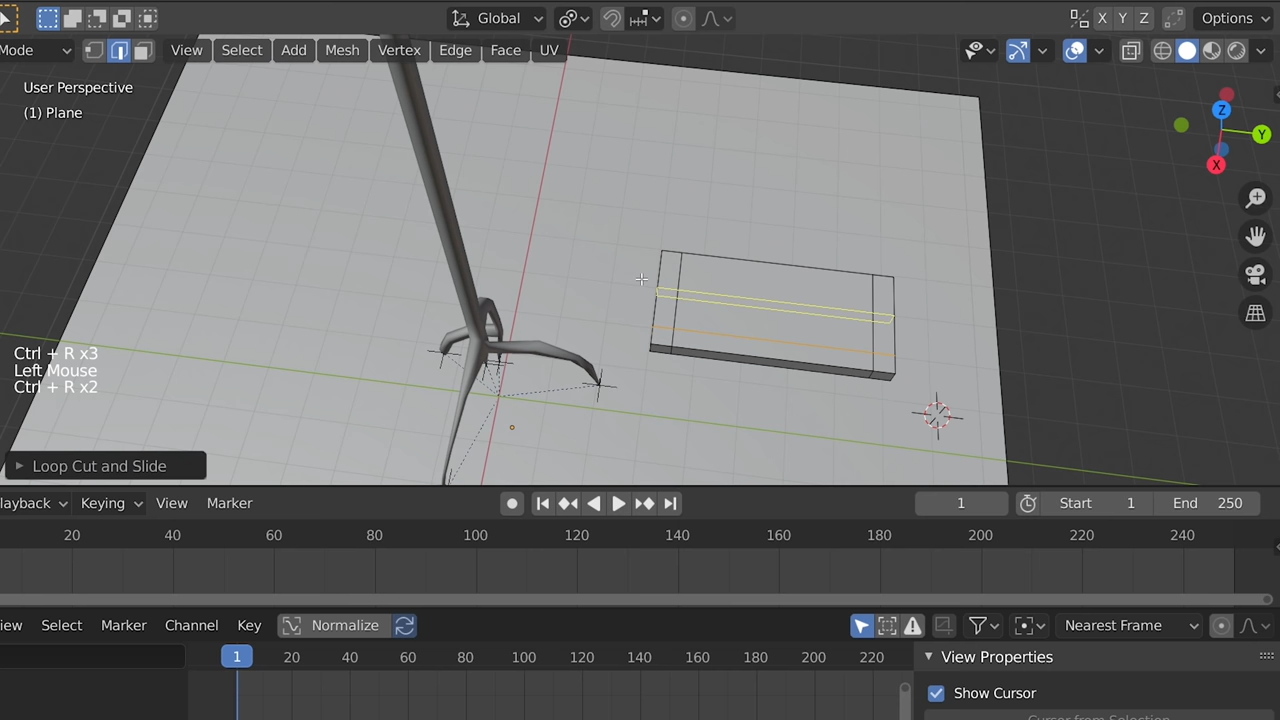 Global
X Y Z
Options
Mode
View Select Add Mesh Vertex Edge Face UV
User Perspective
(1) Plane
Z
Y
X
Ctrl + R x3
Left Mouse
Ctrl + R x2
Loop Cut and Slide
layback Keying View Marker
1
Start 1
End 250
20 40 60 80 100 120 140 160 180 200 220 240
iew Select Marker Channel Key Normalize
Nearest Frame
1 20 40 60 80 100 120 140 160 180 200 220
View Properties
Show Cursor
Cursor from Selection